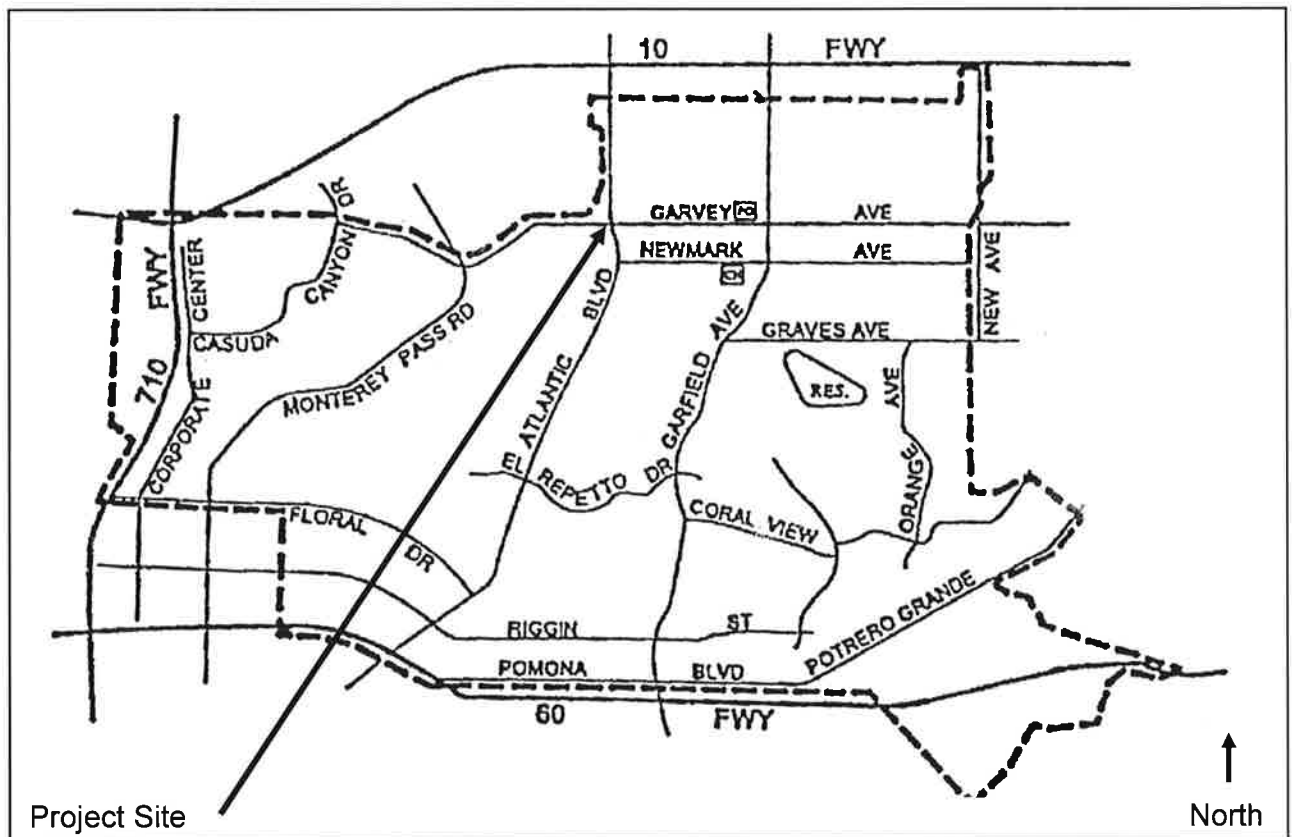 10 FWY
DR
GARVEY AVE
NEWMARK AVE
FWY
CENTER
CANYON
BLVD
AVE
NEW AVE
GRAVES AVE
CASUDA
MONTEREY PASS RD
710
RES.
AVE
ATLANTIC
GARFIELD
CORPORATE
EL REPETTO DR
ORANGE
CORAL VIEW
FLORAL DR
RIGGIN ST
POTRERO GRANDE
POMONA BLVD
60 FWY
Project Site
North